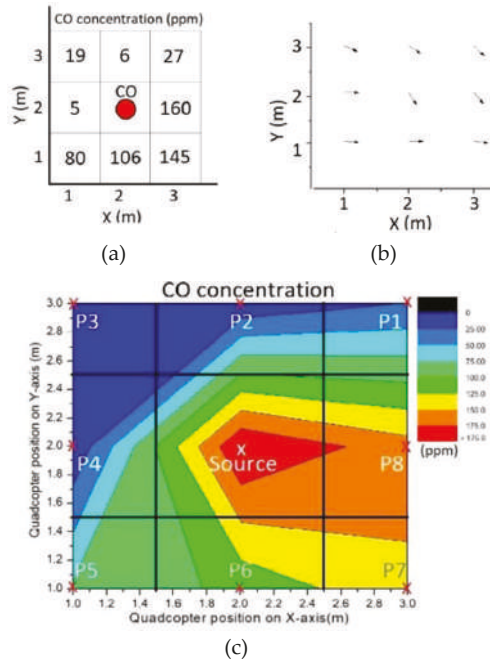 CO concentration (ppm)
3 19 6 27
CO
2 5 160
1 80 106 145
1 2 3
Y (m)
X (m)
(a)
3
2
1
1 2 3
Y (m)
X (m)
(b)
CO concentration
3.0
2.8
2.6
2.4
2.2
2.0
1.8
1.6
1.4
1.2
1.0
Quadcopter position on Y-axis (m)
P3 P2 P1
P4 x P8
Source
P5 P6 P7
1.0 1.2 1.4 1.6 1.8 2.0 2.2 2.4 2.6 2.8 3.0
Quadcopter position on X-axis(m)
0
25.00
50.00
75.00
100.0
125.0
150.0
175.0
(ppm)
(c)